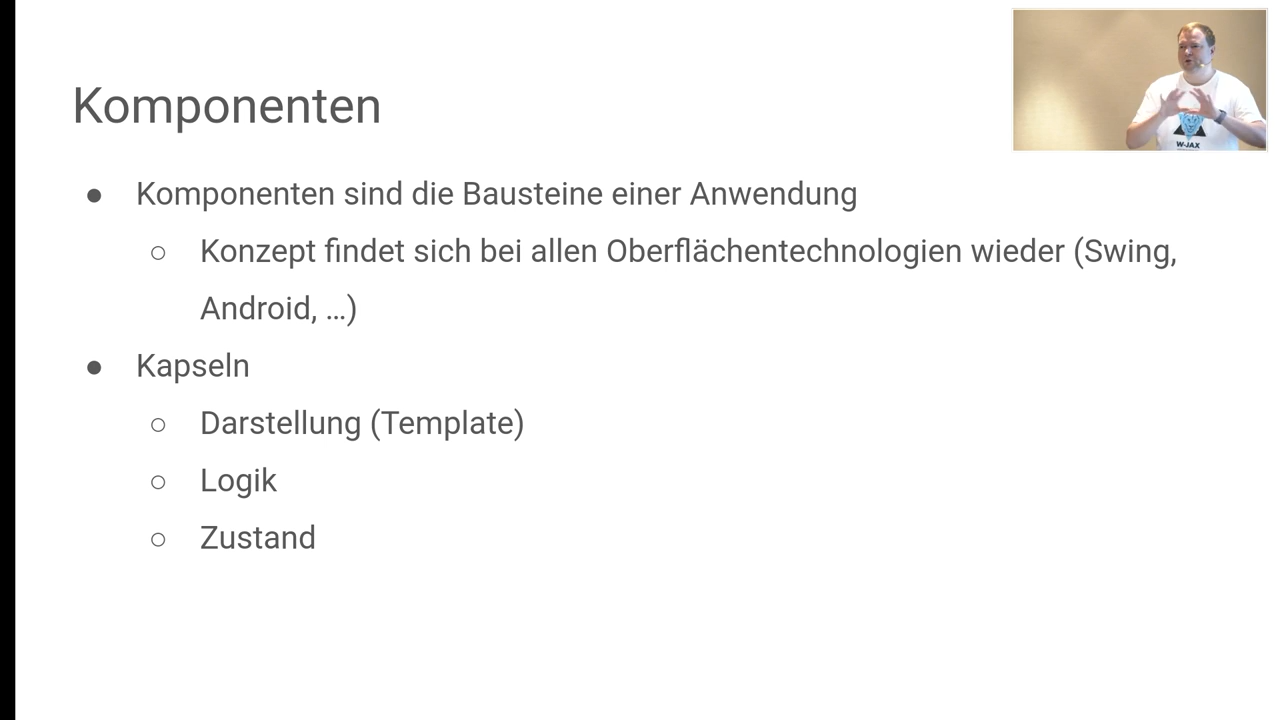 Komponenten
● Komponenten sind die Bausteine einer Anwendung
○ Konzept findet sich bei allen Oberflächentechnologien wieder (Swing,
Android, …)
● Kapseln
○ Darstellung (Template)
○ Logik
○ Zustand
W-JAX